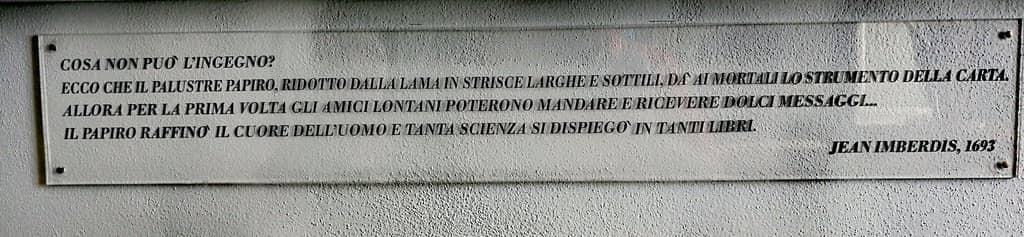 COSA NON PUO' L'INGEGNO?
ECCO CHE IL PALUSTRE PAPIRO, RIDOTTO DALLA LAMA IN STRISCE LARGHE E SOTTILI, DA' AI MORTALI LO STRUMENTO DELLA CARTA.
ALLORA PER LA PRIMA VOLTA GLI AMICI LONTANI POTERONO MANDARE E RICEVERE DOLCI MESSAGGI...
IL PAPIRO RAFFINO' IL CUORE DELL'UOMO E TANTA SCIENZA SI DISPIEGO' IN TANTI LIBRI.
JEAN IMBERDIS, 1693